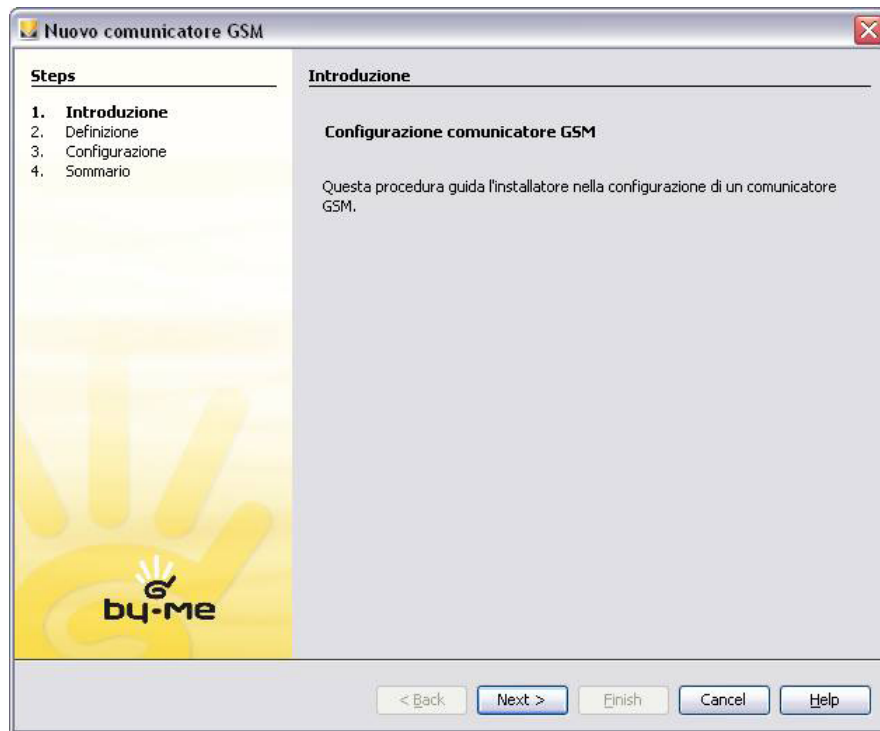 Nuovo comunicatore GSM
Steps
1. Introduzione
2. Definizione
3. Configurazione
4. Sommario
Introduzione
Configurazione comunicatore GSM
Questa procedura guida l'installatore nella configurazione di un comunicatore
GSM.
by-me
< Back
Next >
Finish
Cancel
Help